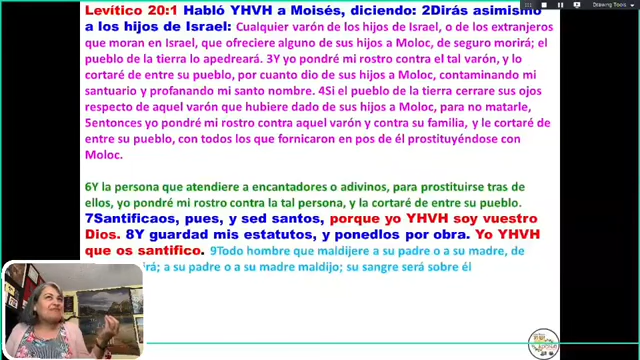 Levítico 20:1 Habló YHVH a Moisés, diciendo: 2Dirás asimismo
a los hijos de Israel: Cualquier varón de los hijos de Israel, o de los extranjeros
que moran en Israel, que ofreciere alguno de sus hijos a Moloc, de seguro morirá; el
pueblo de la tierra lo apedreará. 3Y yo pondré mi rostro contra el tal varón, y lo
cortaré de entre su pueblo, por cuanto dio de sus hijos a Moloc, contaminando mi
santuario y profanando mi santo nombre. 4Si el pueblo de la tierra cerrare sus ojos
respecto de aquel varón que hubiere dado de sus hijos a Moloc, para no matarle,
5entonces yo pondré mi rostro contra aquel varón y contra su familia, y le cortaré de
entre su pueblo, con todos los que fornicaron en pos de él prostituyéndose con
Moloc.
6Y la persona que atendiere a encantadores o adivinos, para prostituirse tras de
ellos, yo pondré mi rostro contra la tal persona, y la cortaré de entre su pueblo.
7Santificaos, pues, y sed santos, porque yo YHVH soy vuestro
Dios. 8Y guardad mis estatutos, y ponedlos por obra. Yo YHVH
que os santifico. 9Todo hombre que maldijere a su padre o a su madre, de
irá; a su padre o a su madre maldijo; su sangre será sobre él
Drawing Tools